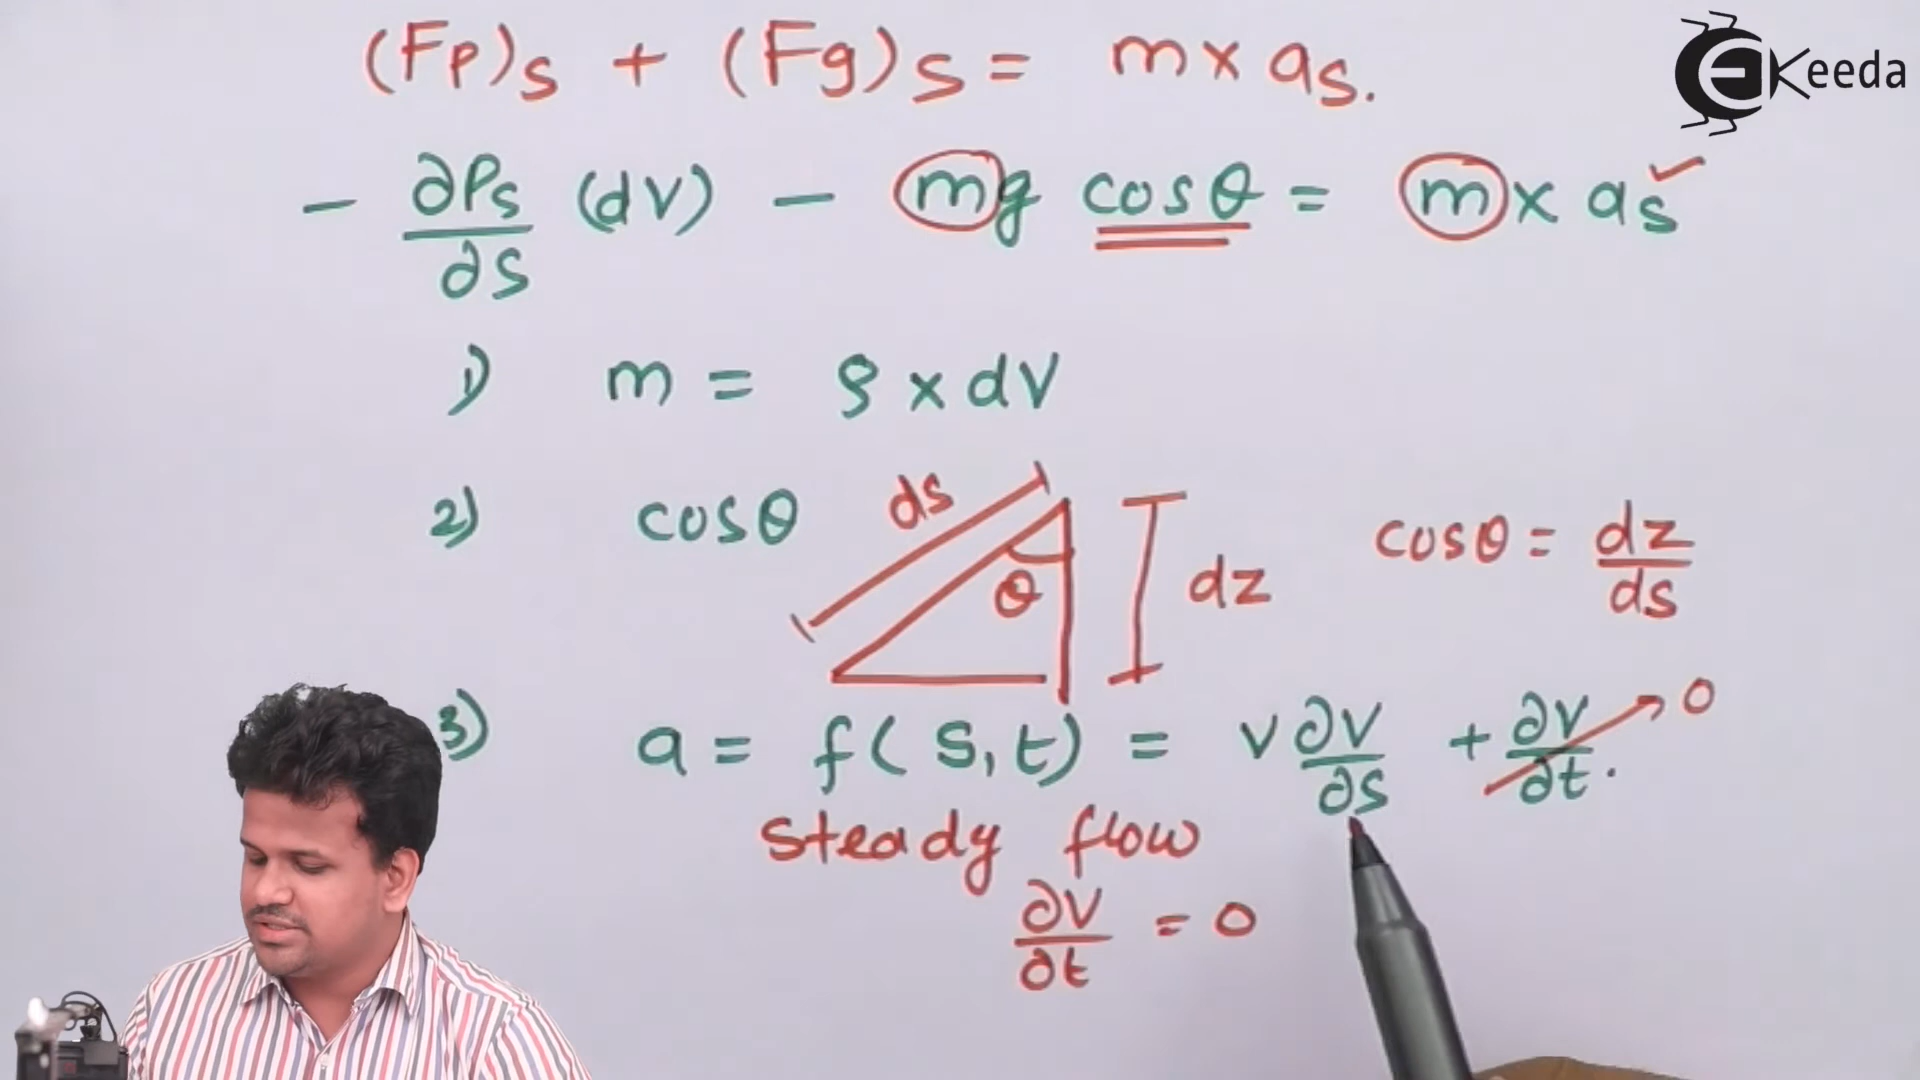 (Fp)s + (Fg)s = m × as.
Keeda
- ∂Ps/∂s (dV) - mg cosθ = m × as ✓
1) m = ρ × dV
2) cosθ ds θ dz cosθ = dz/ds
3) a = f(s,t) = v ∂v/∂s + ∂v/∂t. → 0
steady flow
∂v/∂t = 0